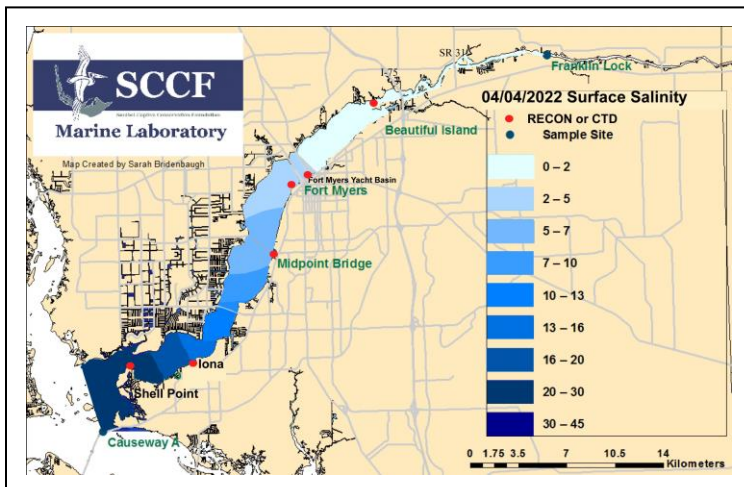 SCCF
Sanibel-Captiva Conservation Foundation
Marine Laboratory
Map Created by Sarah Bridenbaugh
I-75
SR 31
Franklin Lock
04/04/2022 Surface Salinity
RECON or CTD
Sample Site
Beautiful Island
Fort Myers Yacht Basin
Fort Myers
Midpoint Bridge
Iona
Shell Point
Causeway A
0 – 2
2 – 5
5 – 7
7 – 10
10 – 13
13 – 16
16 – 20
20 – 30
30 – 45
0 1.75 3.5 7 10.5 14
Kilometers